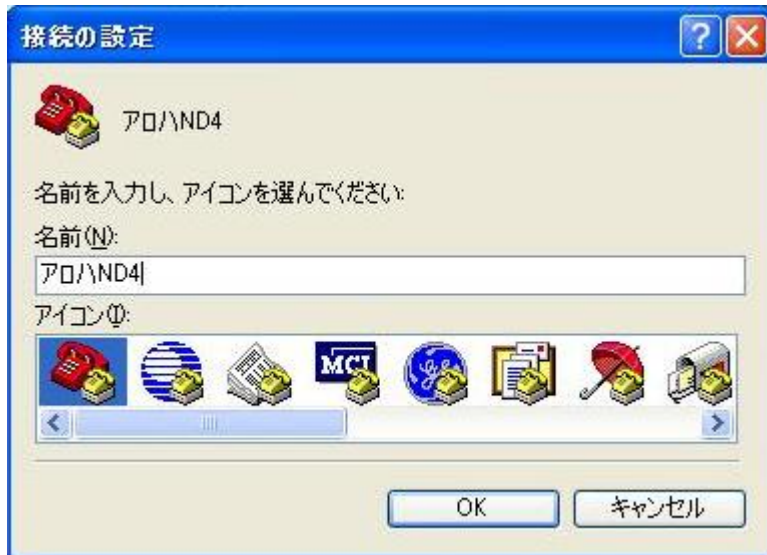 接続の設定
アロハND4
名前を入力し、アイコンを選んでください:
名前(N):
アロハND4
アイコン(I):
MCI
OK
キャンセル